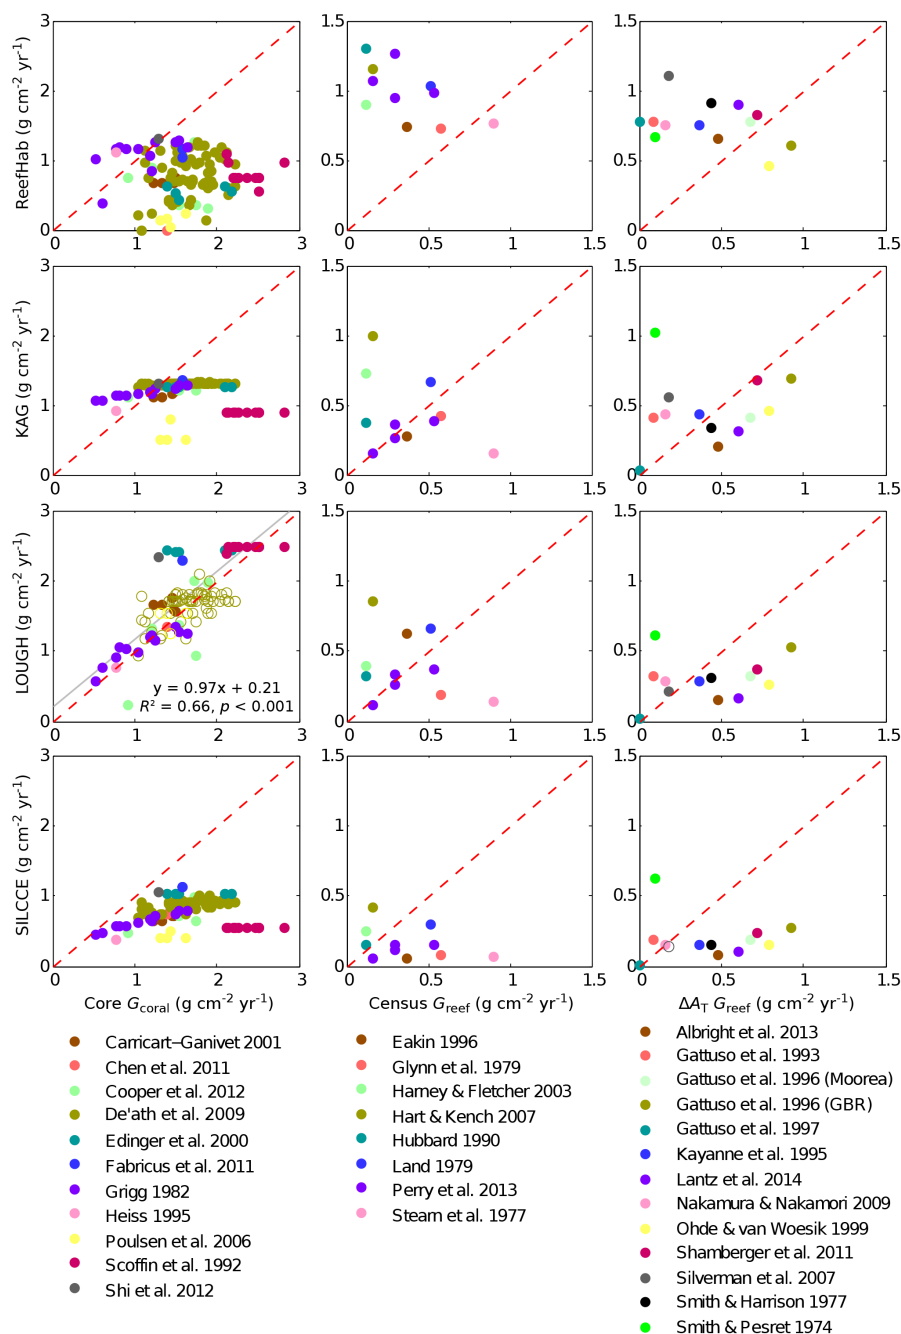 3 1.5 1.5
2 1 1
1 0.5 0.5
0 0 0
0 1 2 3 0 0.5 1 1.5 0 0.5 1 1.5
ReefHab (g cm-2 yr-1)
3 1.5 1.5
2 1 1
1 0.5 0.5
0 0 0
0 1 2 3 0 0.5 1 1.5 0 0.5 1 1.5
KAG (g cm-2 yr-1)
3 1.5 1.5
2 1 1
1 0.5 0.5
0 0 0
y = 0.97x + 0.21
R² = 0.66, p < 0.001
0 1 2 3 0 0.5 1 1.5 0 0.5 1 1.5
LOUGH (g cm-2 yr-1)
3 1.5 1.5
2 1 1
1 0.5 0.5
0 0 0
0 1 2 3 0 0.5 1 1.5 0 0.5 1 1.5
SILCCE (g cm-2 yr-1)
Core Gcoral (g cm-2 yr-1)
Carricart–Ganivet 2001
Chen et al. 2011
Cooper et al. 2012
De'ath et al. 2009
Edinger et al. 2000
Fabricus et al. 2011
Grigg 1982
Heiss 1995
Poulsen et al. 2006
Scoffin et al. 1992
Shi et al. 2012
Census Greef (g cm-2 yr-1)
Eakin 1996
Glynn et al. 1979
Harney & Fletcher 2003
Hart & Kench 2007
Hubbard 1990
Land 1979
Perry et al. 2013
Stearn et al. 1977
ΔAT Greef (g cm-2 yr-1)
Albright et al. 2013
Gattuso et al. 1993
Gattuso et al. 1996 (Moorea)
Gattuso et al. 1996 (GBR)
Gattuso et al. 1997
Kayanne et al. 1995
Lantz et al. 2014
Nakamura & Nakamori 2009
Ohde & van Woesik 1999
Shamberger et al. 2011
Silverman et al. 2007
Smith & Harrison 1977
Smith & Pesret 1974